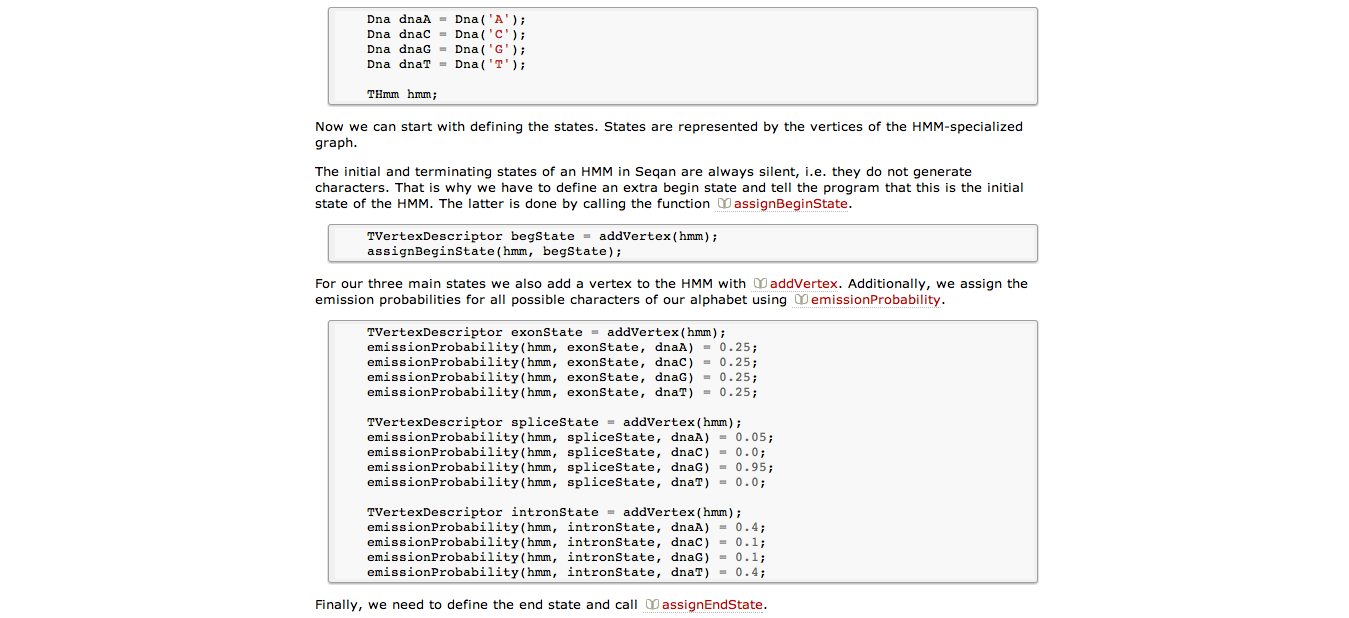 Dna dnaA = Dna('A');
Dna dnaC = Dna('C');
Dna dnaG = Dna('G');
Dna dnaT = Dna('T');
THmm hmm;
Now we can start with defining the states. States are represented by the vertices of the HMM-specialized
graph.
The initial and terminating states of an HMM in Seqan are always silent, i.e. they do not generate
characters. That is why we have to define an extra begin state and tell the program that this is the initial
state of the HMM. The latter is done by calling the function assignBeginState.
TVertexDescriptor begState = addVertex(hmm);
assignBeginState(hmm, begState);
For our three main states we also add a vertex to the HMM with addVertex. Additionally, we assign the
emission probabilities for all possible characters of our alphabet using emissionProbability.
TVertexDescriptor exonState = addVertex(hmm);
emissionProbability(hmm, exonState, dnaA) = 0.25;
emissionProbability(hmm, exonState, dnaC) = 0.25;
emissionProbability(hmm, exonState, dnaG) = 0.25;
emissionProbability(hmm, exonState, dnaT) = 0.25;
TVertexDescriptor spliceState = addVertex(hmm);
emissionProbability(hmm, spliceState, dnaA) = 0.05;
emissionProbability(hmm, spliceState, dnaC) = 0.0;
emissionProbability(hmm, spliceState, dnaG) = 0.95;
emissionProbability(hmm, spliceState, dnaT) = 0.0;
TVertexDescriptor intronState = addVertex(hmm);
emissionProbability(hmm, intronState, dnaA) = 0.4;
emissionProbability(hmm, intronState, dnaC) = 0.1;
emissionProbability(hmm, intronState, dnaG) = 0.1;
emissionProbability(hmm, intronState, dnaT) = 0.4;
Finally, we need to define the end state and call assignEndState.